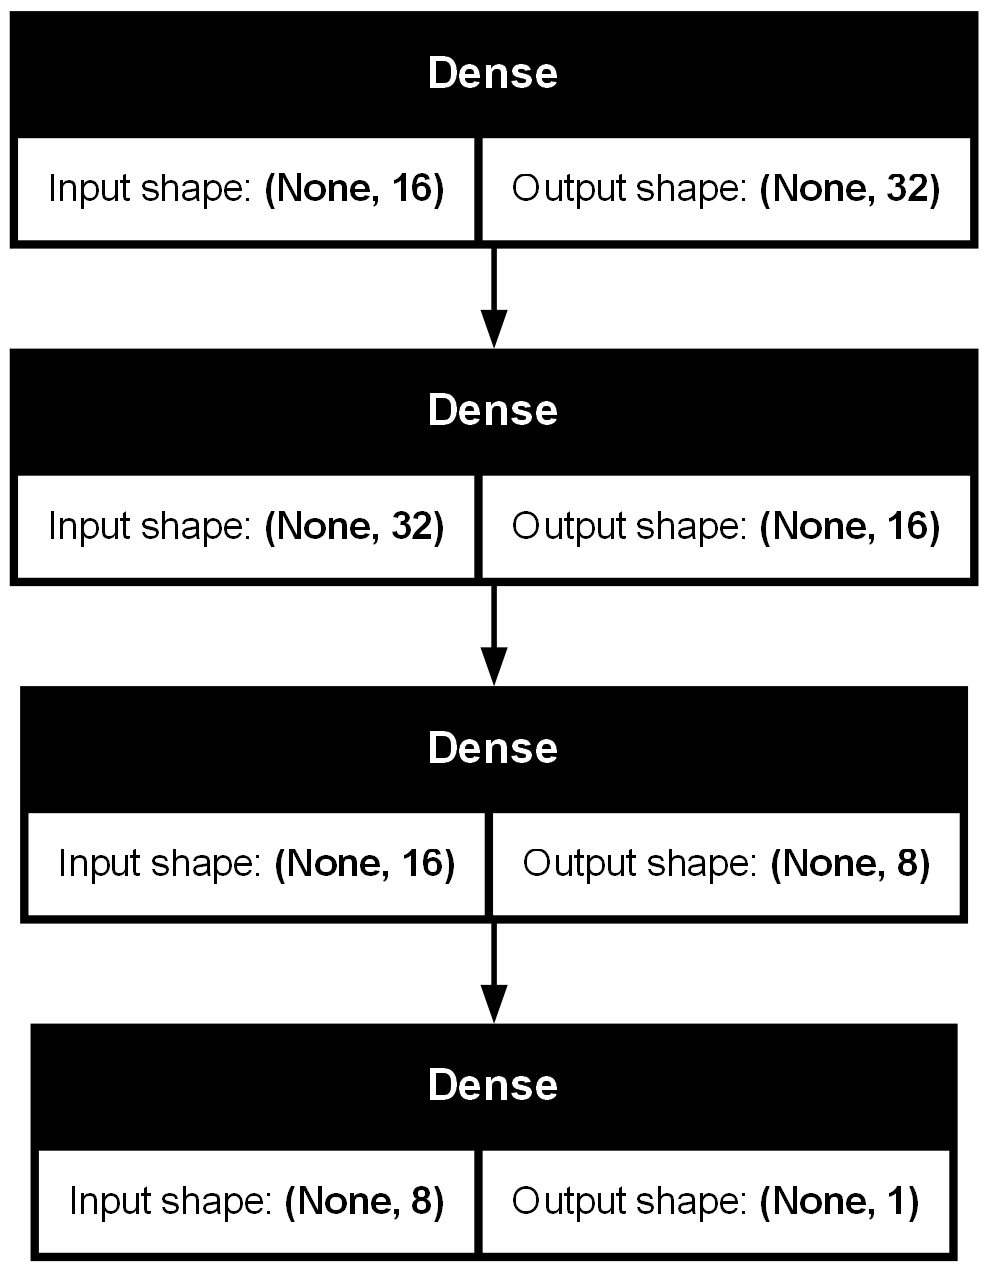 Dense
Input shape: (None, 16) Output shape: (None, 32)
Dense
Input shape: (None, 32) Output shape: (None, 16)
Dense
Input shape: (None, 16) Output shape: (None, 8)
Dense
Input shape: (None, 8) Output shape: (None, 1)